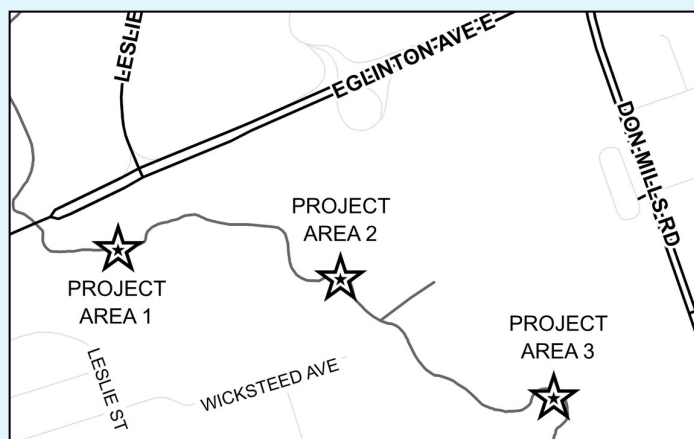 LESLIE
EGLINTON AVE E
DON MILLS RD
PROJECT
AREA 1
PROJECT
AREA 2
PROJECT
AREA 3
LESLIE ST
WICKSTEED AVE